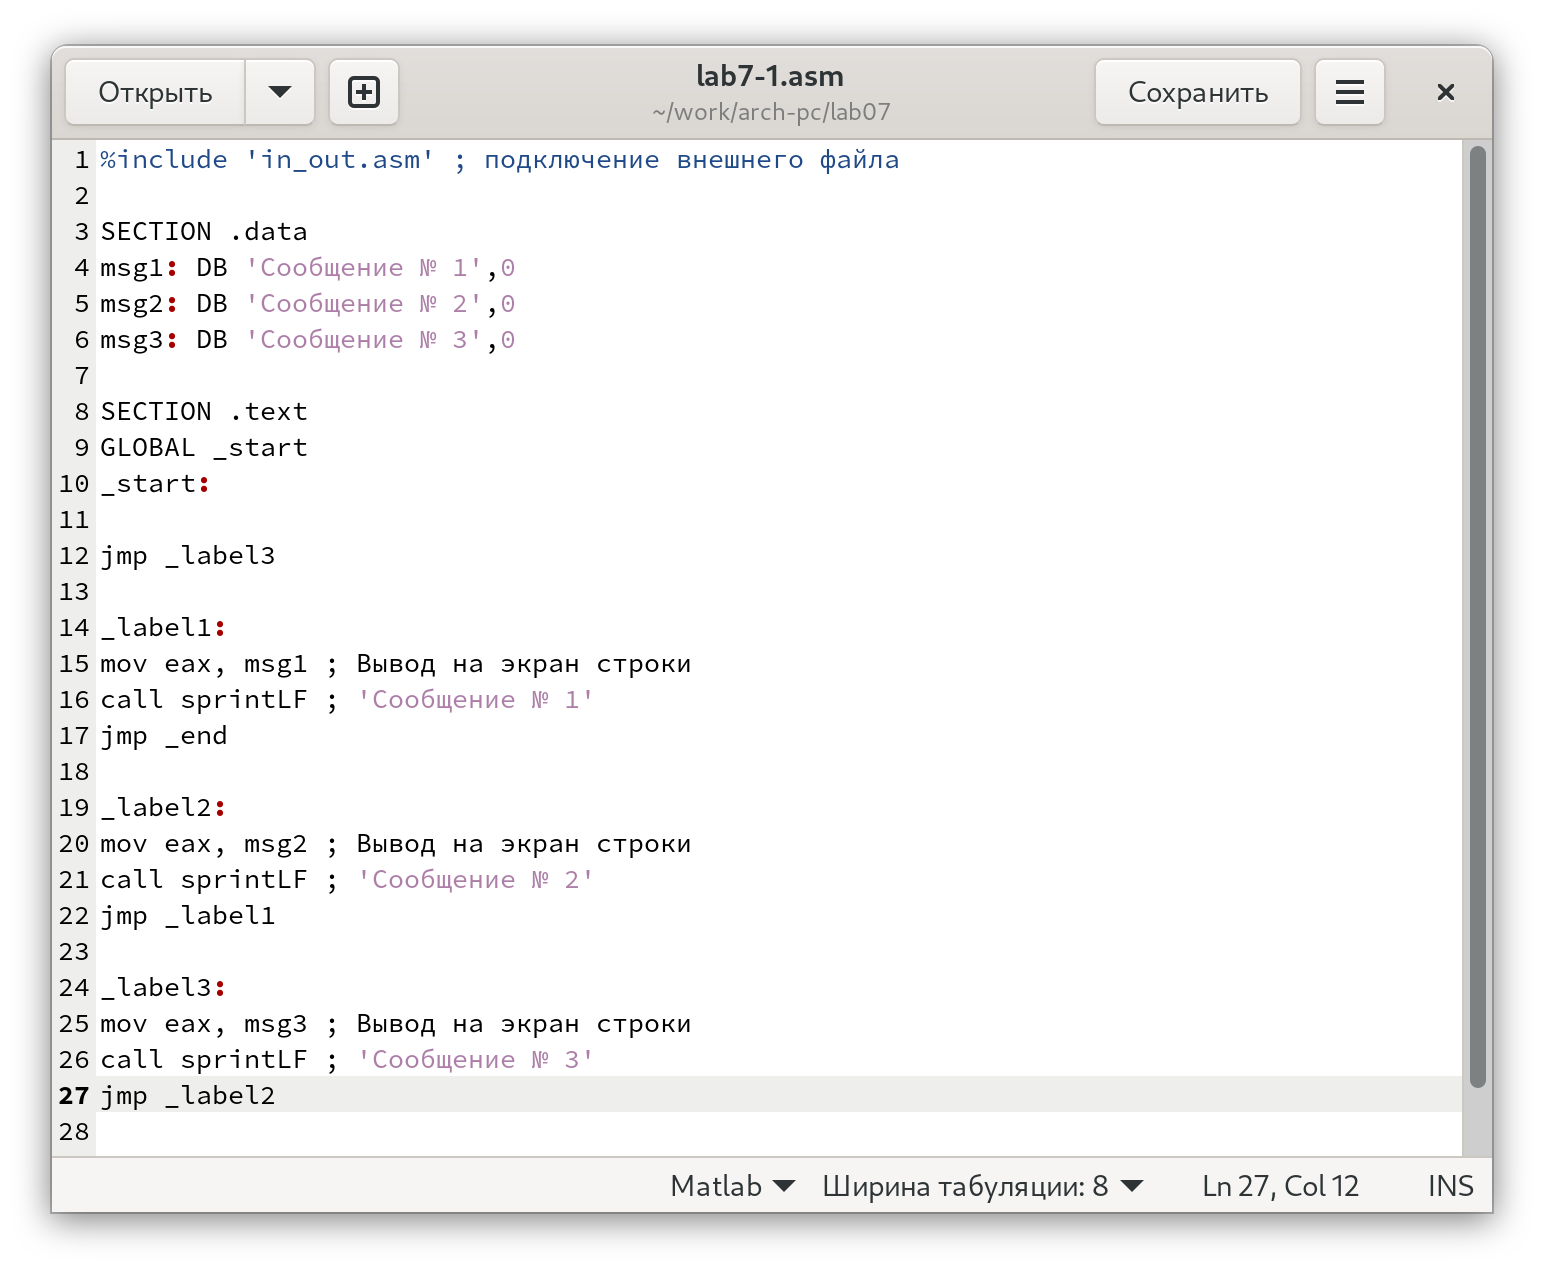 Открыть
lab7-1.asm
~/work/arch-pc/lab07
Сохранить
1 %include 'in_out.asm' ; подключение внешнего файла
2
3 SECTION .data
4 msg1: DB 'Сообщение № 1',0
5 msg2: DB 'Сообщение № 2',0
6 msg3: DB 'Сообщение № 3',0
7
8 SECTION .text
9 GLOBAL _start
10 _start:
11
12 jmp _label3
13
14 _label1:
15 mov eax, msg1 ; Вывод на экран строки
16 call sprintLF ; 'Сообщение № 1'
17 jmp _end
18
19 _label2:
20 mov eax, msg2 ; Вывод на экран строки
21 call sprintLF ; 'Сообщение № 2'
22 jmp _label1
23
24 _label3:
25 mov eax, msg3 ; Вывод на экран строки
26 call sprintLF ; 'Сообщение № 3'
27 jmp _label2
28
Matlab Ширина табуляции: 8 Ln 27, Col 12 INS